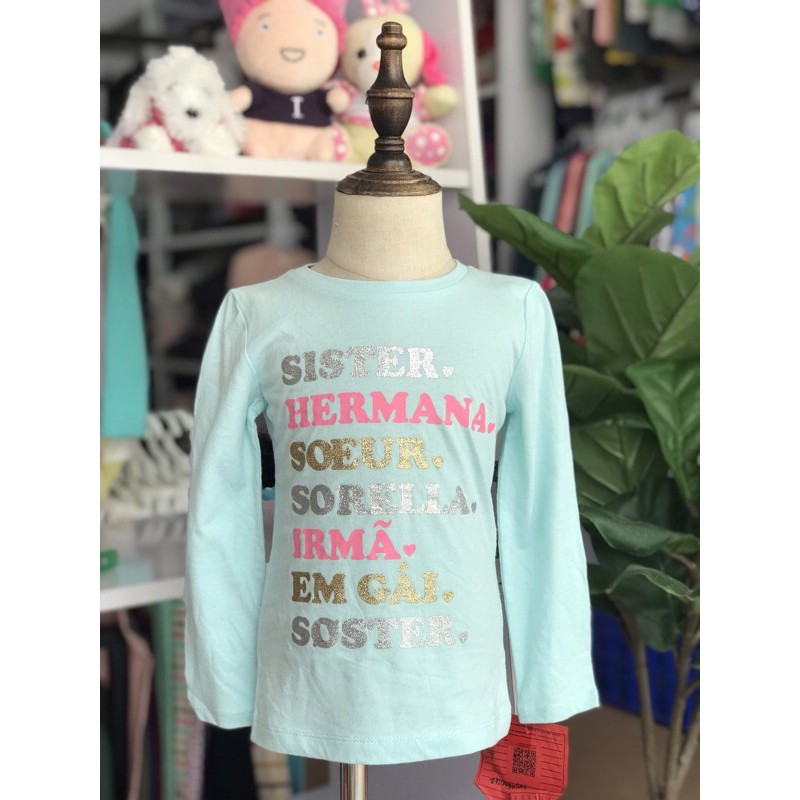 I
SISTER.
HERMANA.
SOEUR.
SORELLA.
IRMÃ
EM GÁI.
SØSTER.